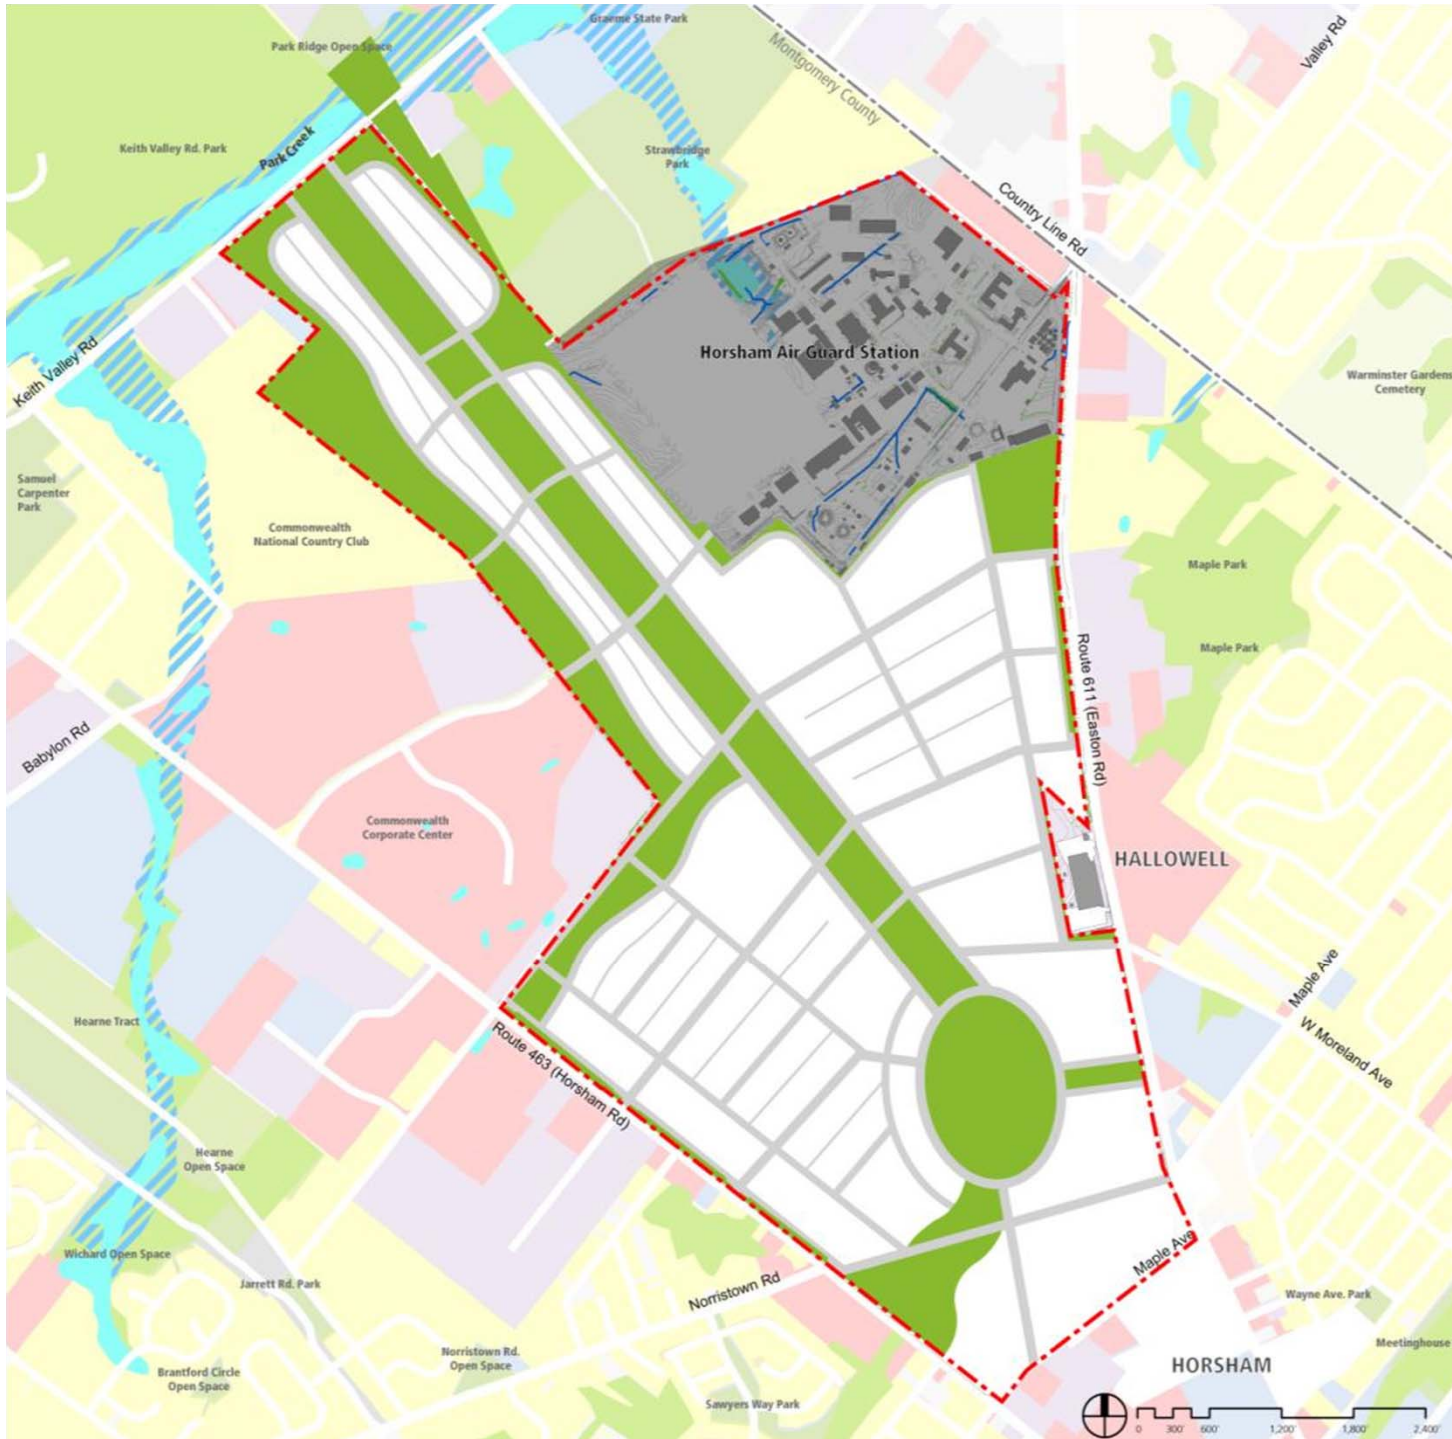 Graeme State Park
Park Ridge Open Space
Montgomery County
Valley Rd
Park Creek
Keith Valley Rd. Park
Strawbridge
Park
Country Line Rd
Horsham Air Guard Station
Keith Valley Rd
Warminster Gardens
Cemetery
Samuel
Carpenter
Park
Commonwealth
National Country Club
Maple Park
Maple Park
Route 611 (Easton Rd)
Babylon Rd
Commonwealth
Corporate Center
HALLOWELL
Maple Ave
Hearne Tract
Route 463 (Horsham Rd)
W Moreland Ave
Hearne
Open Space
Wichard Open Space
Jarrett Rd. Park
Norristown Rd
Maple Ave
Wayne Ave. Park
Meetinghouse
Norristown Rd.
Open Space
HORSHAM
Brantford Circle
Open Space
Sawyers Way Park
0 300' 600' 1,200' 1,800' 2,400'